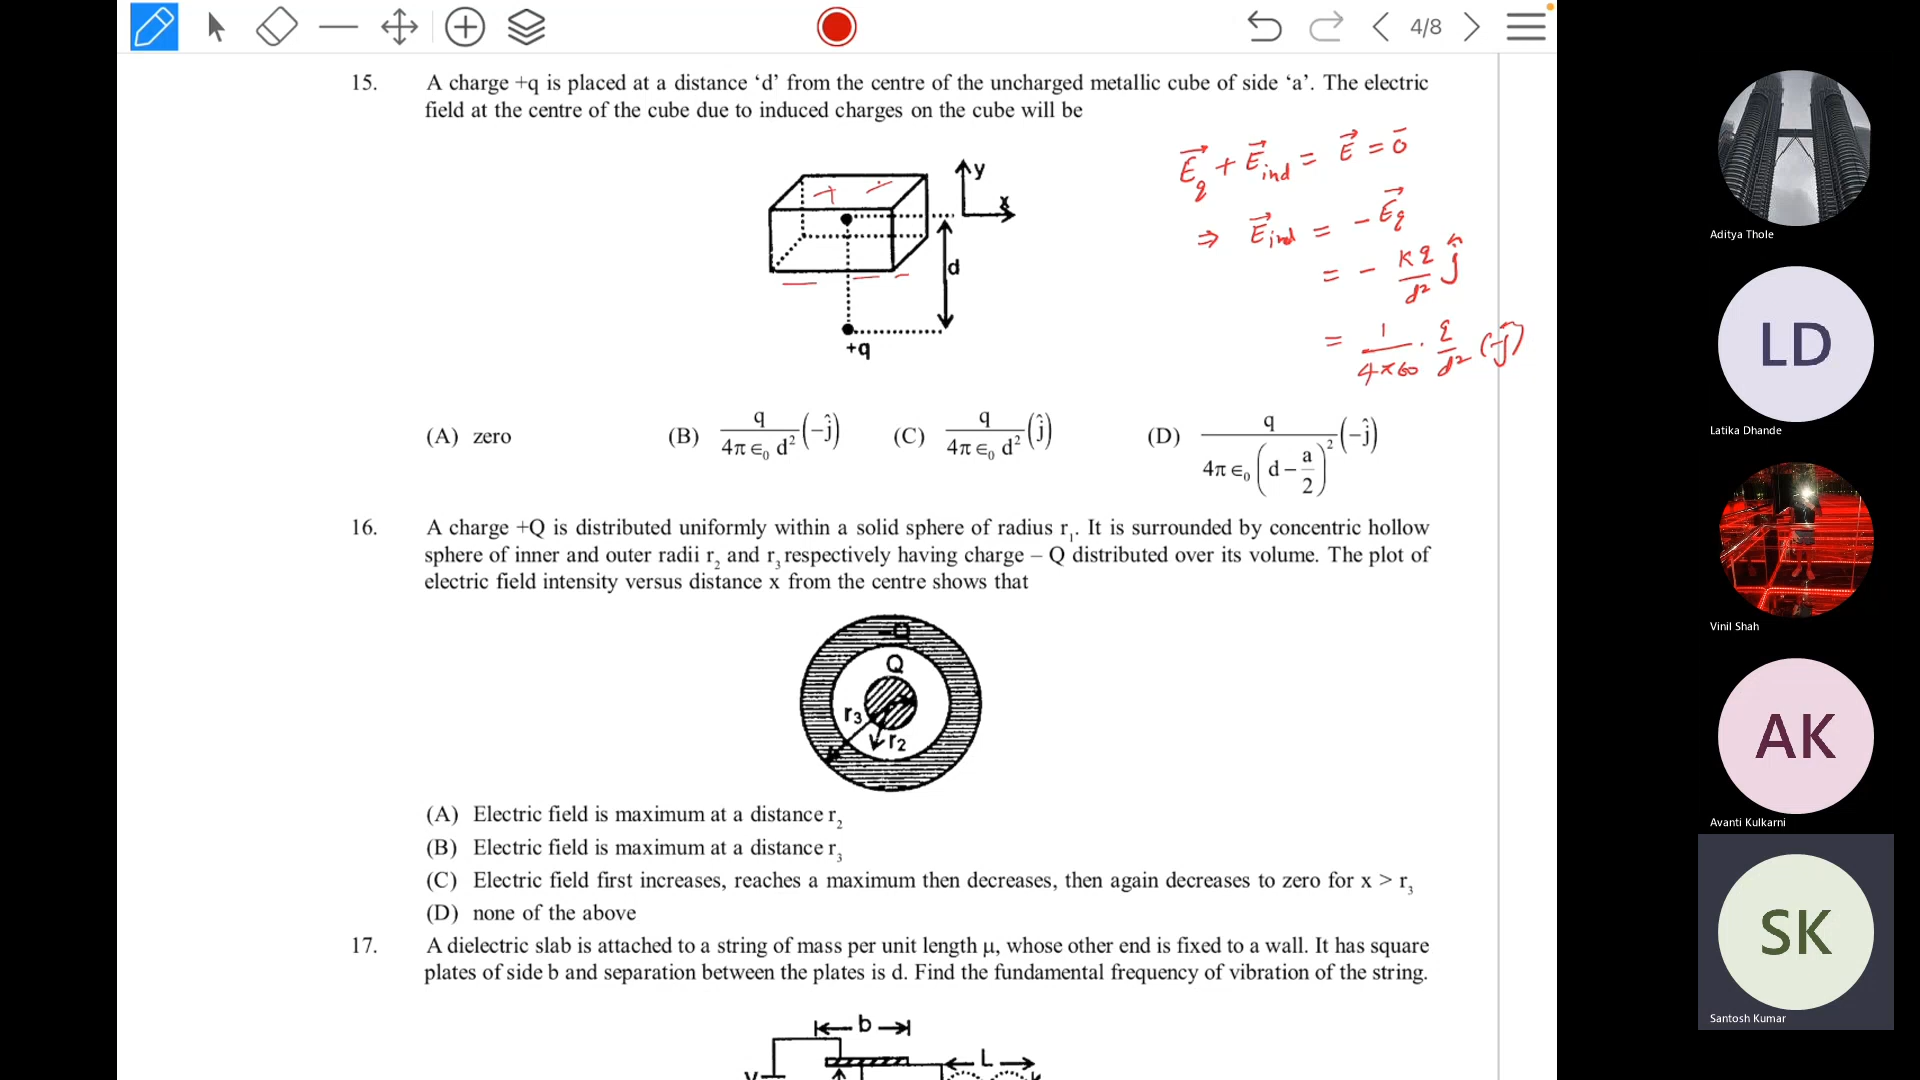 4/8
15. A charge +q is placed at a distance ‘d’ from the centre of the uncharged metallic cube of side ‘a’. The electric
field at the centre of the cube due to induced charges on the cube will be
y
x
d
+q
+ +
— — -
E⃗q + E⃗ind = E⃗ = 0̄
⇒ E⃗ind = - E⃗q
= - Kq/d² ĵ
= 1/4π∈0 · q/d² (-ĵ)
(A) zero (B) q/4π∈₀ d² (−ĵ) (C) q/4π∈₀ d² (ĵ) (D) q/4π∈₀ (d − a/2)² (−ĵ)
16. A charge +Q is distributed uniformly within a solid sphere of radius r₁. It is surrounded by concentric hollow
sphere of inner and outer radii r₂ and r₃ respectively having charge – Q distributed over its volume. The plot of
electric field intensity versus distance x from the centre shows that
-Q
Q
r3
r2
(A) Electric field is maximum at a distance r₂
(B) Electric field is maximum at a distance r₃
(C) Electric field first increases, reaches a maximum then decreases, then again decreases to zero for x > r₃
(D) none of the above
17. A dielectric slab is attached to a string of mass per unit length μ, whose other end is fixed to a wall. It has square
plates of side b and separation between the plates is d. Find the fundamental frequency of vibration of the string.
b
L
Aditya Thole
LD
Latika Dhande
Vinil Shah
AK
Avanti Kulkarni
SK
Santosh Kumar